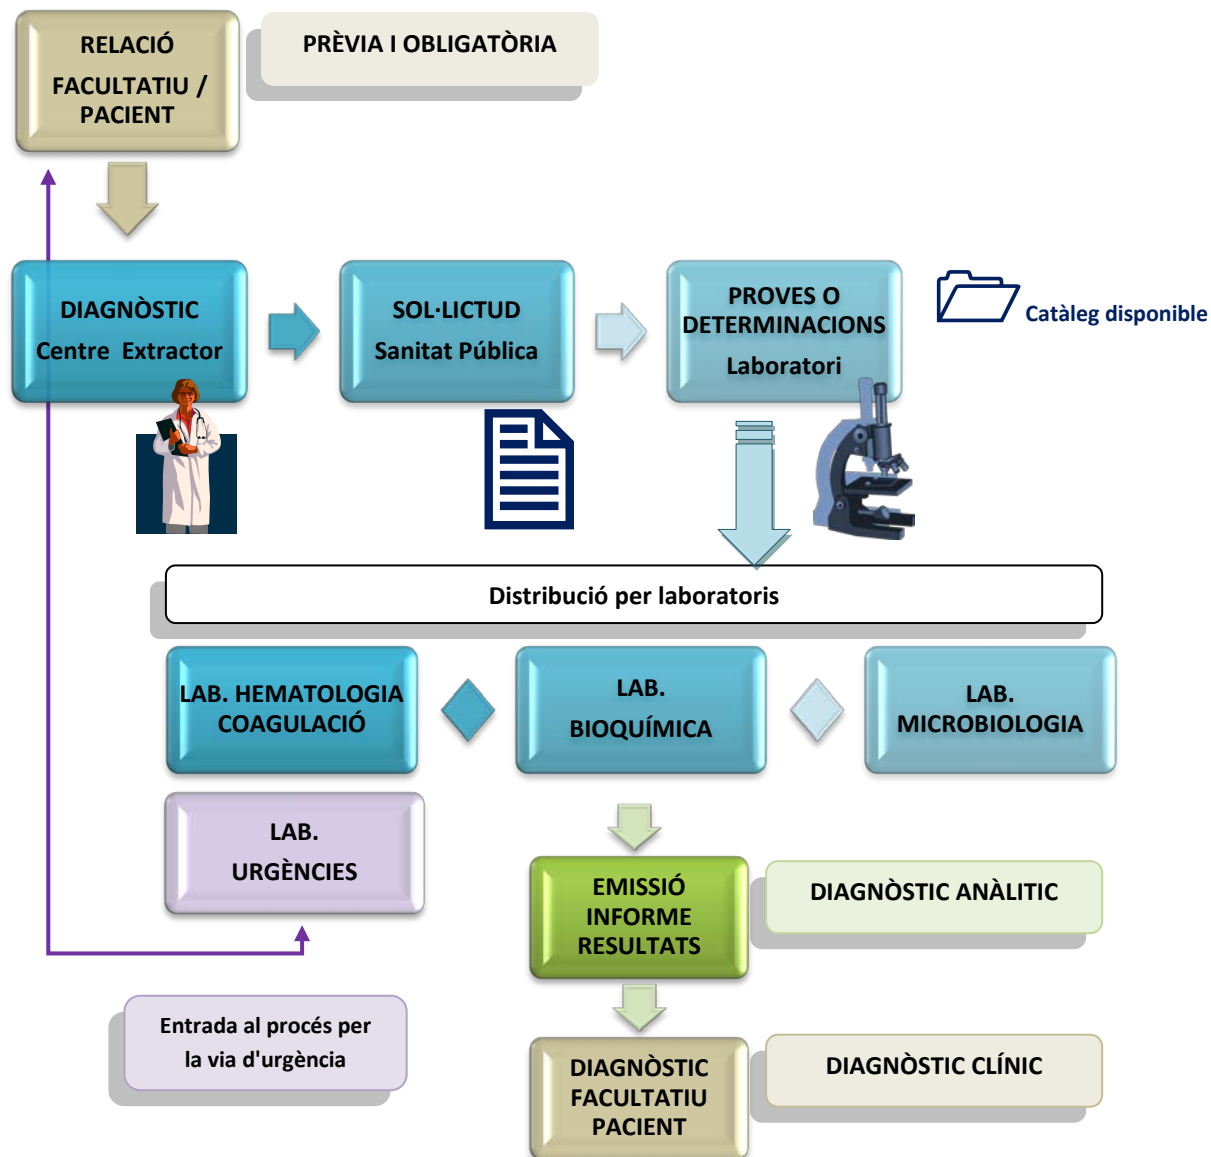 RELACIÓ
FACULTATIU /
PACIENT
PRÈVIA I OBLIGATÒRIA
DIAGNÒSTIC
Centre Extractor
SOL·LICTUD
Sanitat Pública
PROVES O
DETERMINACIONS
Laboratori
Catàleg disponible
Distribució per laboratoris
LAB. HEMATOLOGIA
COAGULACIÓ
LAB.
BIOQUÍMICA
LAB.
MICROBIOLOGIA
LAB.
URGÈNCIES
EMISSIÓ
INFORME
RESULTATS
DIAGNÒSTIC ANÀLITIC
Entrada al procés per
la via d'urgència
DIAGNÒSTIC
FACULTATIU
PACIENT
DIAGNÒSTIC CLÍNIC